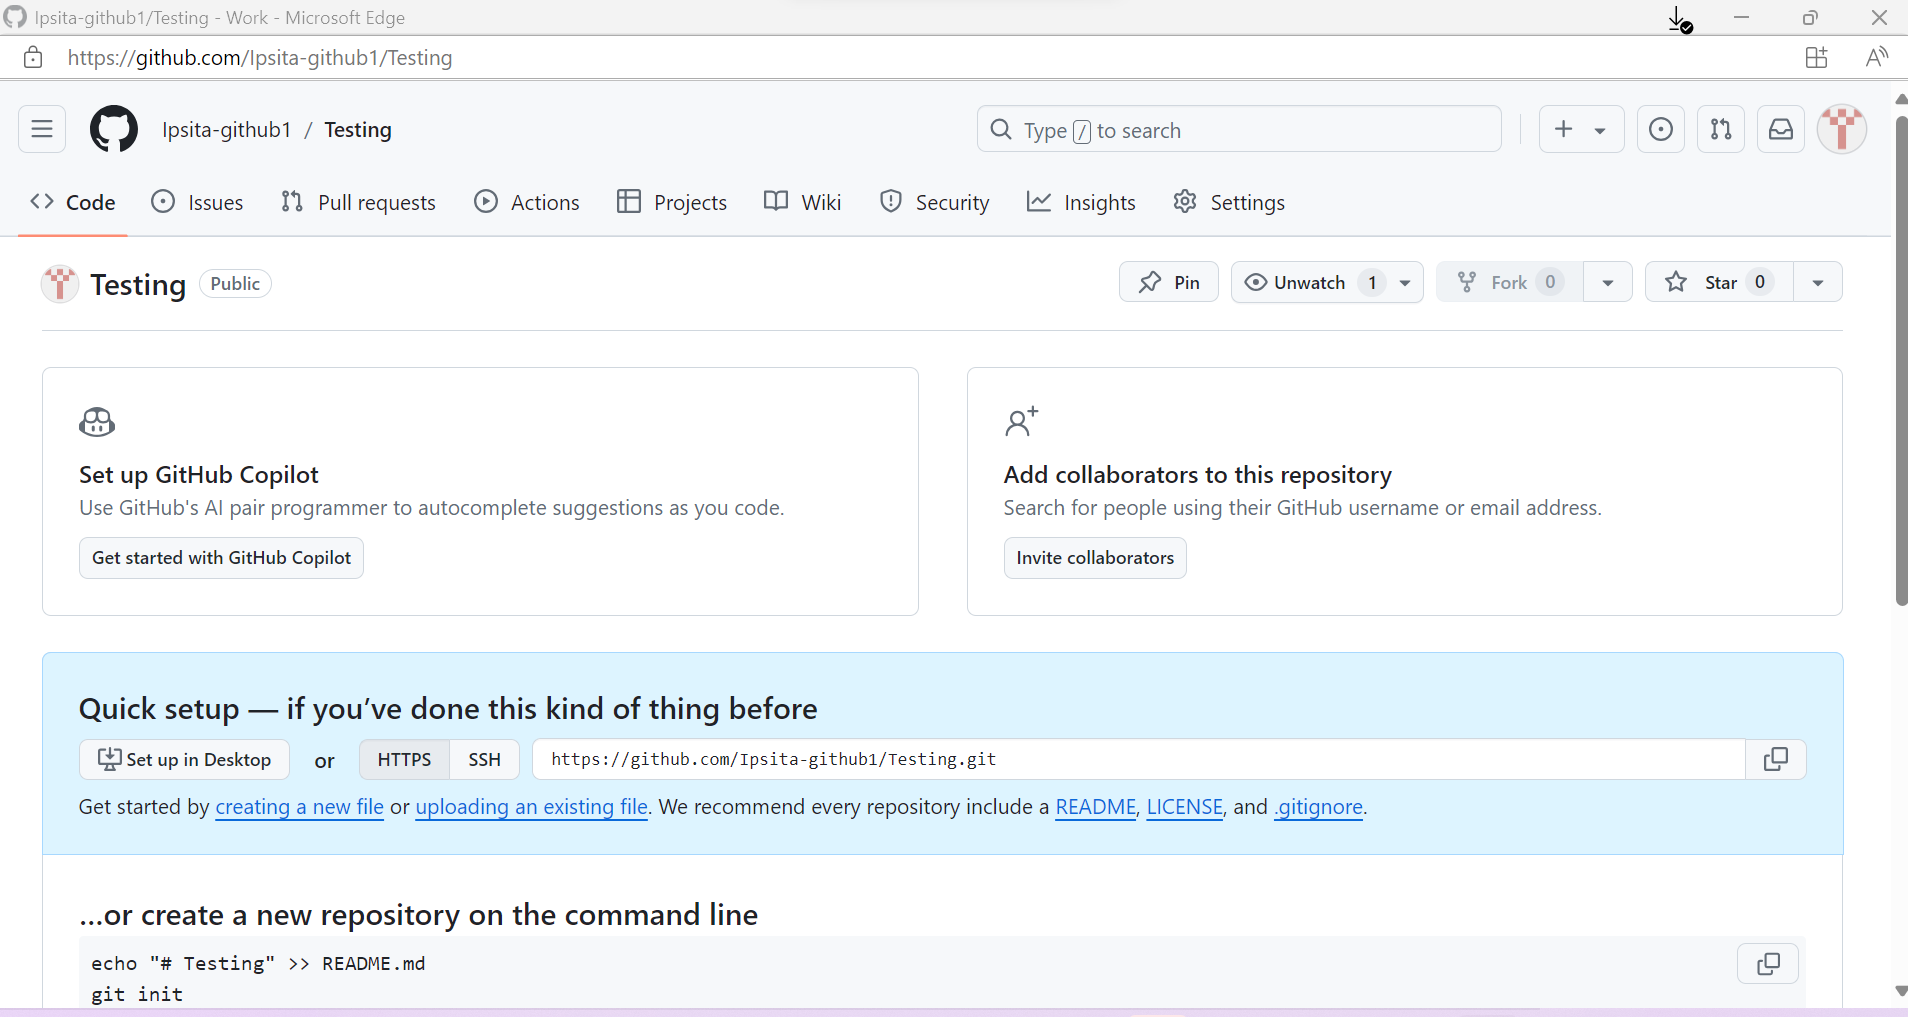 Ipsita-github1/Testing - Work - Microsoft Edge
https://github.com/Ipsita-github1/Testing
Ipsita-github1 / Testing
Type / to search
Code
Issues
Pull requests
Actions
Projects
Wiki
Security
Insights
Settings
Testing
Public
Pin
Unwatch 1
Fork 0
Star 0
Set up GitHub Copilot
Use GitHub's AI pair programmer to autocomplete suggestions as you code.
Get started with GitHub Copilot
Add collaborators to this repository
Search for people using their GitHub username or email address.
Invite collaborators
Quick setup — if you’ve done this kind of thing before
Set up in Desktop or HTTPS SSH https://github.com/Ipsita-github1/Testing.git
Get started by creating a new file or uploading an existing file. We recommend every repository include a README, LICENSE, and .gitignore.
…or create a new repository on the command line
echo "# Testing" >> README.md
git init